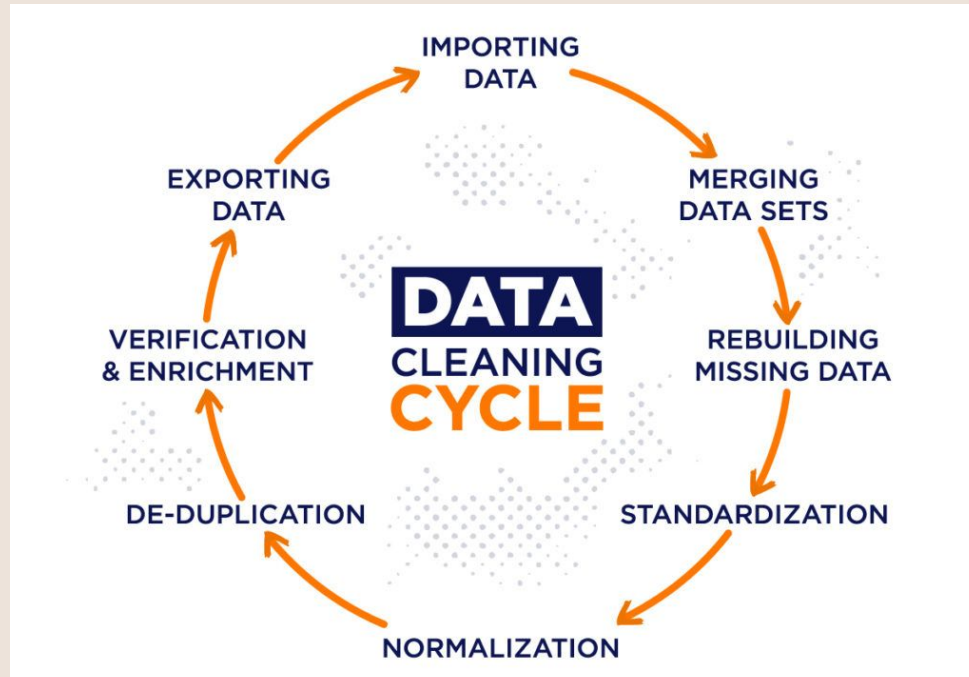 IMPORTING
DATA
MERGING
DATA SETS
REBUILDING
MISSING DATA
STANDARDIZATION
NORMALIZATION
DE-DUPLICATION
VERIFICATION
& ENRICHMENT
EXPORTING
DATA
DATA
CLEANING
CYCLE